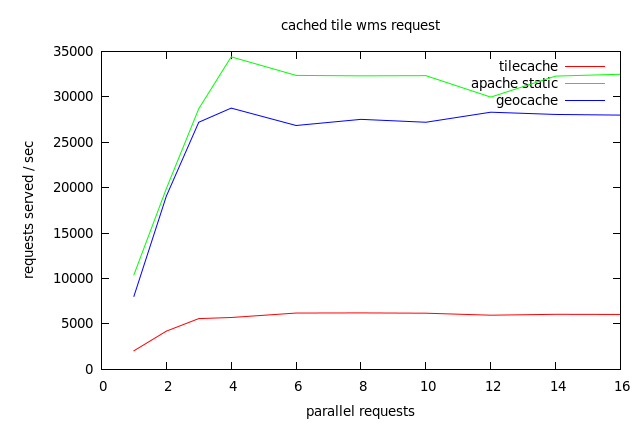 cached tile wms request
35000
30000
25000
20000
15000
10000
5000
0
requests served / sec
tilecache
apache static
geocache
0 2 4 6 8 10 12 14 16
parallel requests